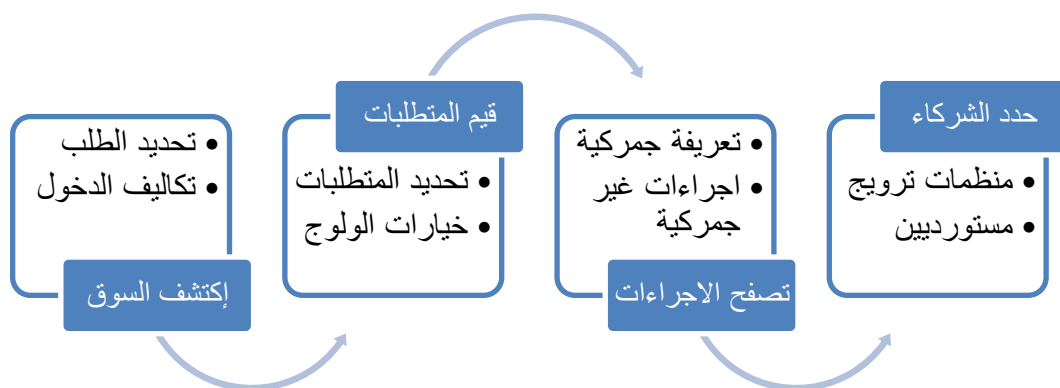 • تحديد الطلب
• تكاليف الدخول
إكتشف السوق
قيم المتطلبات
• تحديد المتطلبات
• خيارات الولوج
• تعريفة جمركية
• اجراءات غير
جمركية
تصفح الاجراءات
حدد الشركاء
• منظمات ترويج
• مستورديين